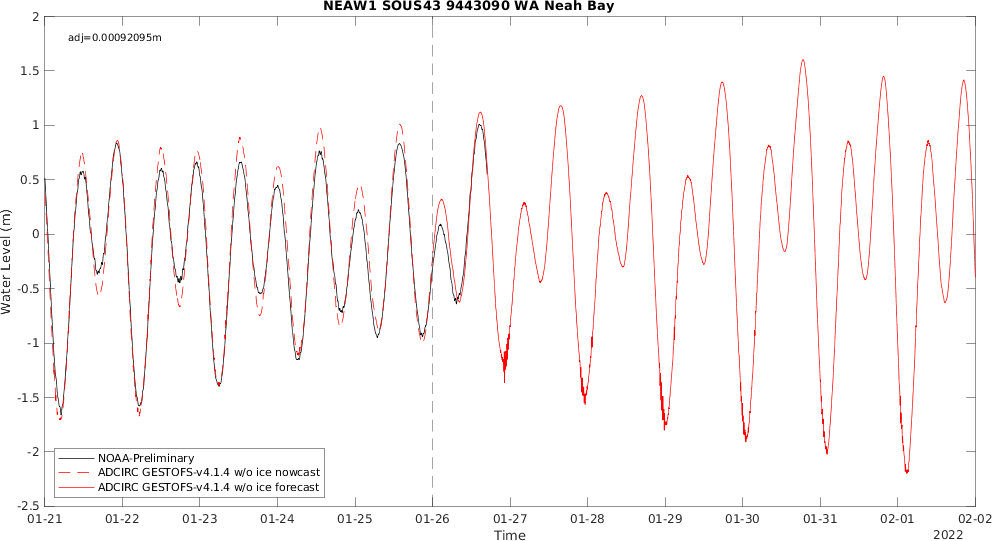 NEAW1 SOUS43 9443090 WA Neah Bay
adj=0.00092095m
2
1.5
1
0.5
0
-0.5
-1
-1.5
-2
-2.5
Water Level (m)
NOAA-Preliminary
ADCIRC GESTOFS-v4.1.4 w/o ice nowcast
ADCIRC GESTOFS-v4.1.4 w/o ice forecast
01-21 01-22 01-23 01-24 01-25 01-26 01-27 01-28 01-29 01-30 01-31 02-01 02-02
Time
2022